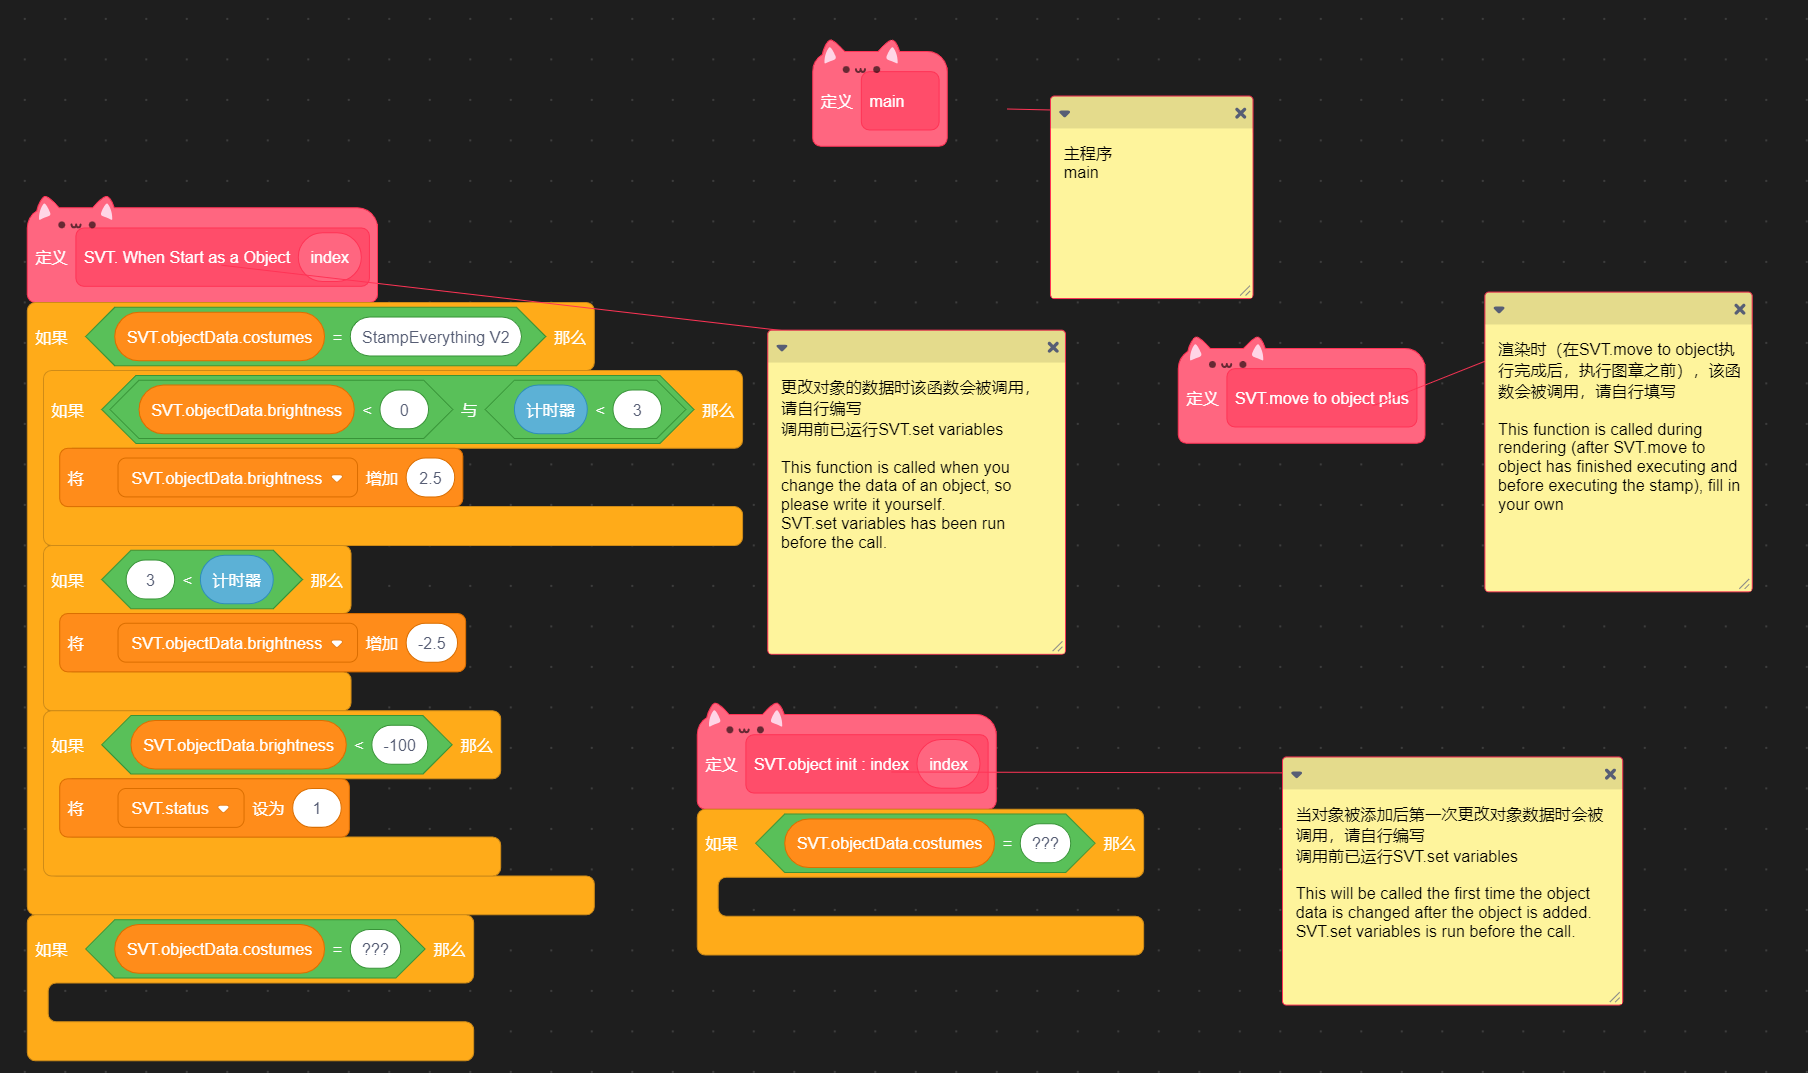 定义 main
主程序
main
定义 SVT. When Start as a Object index
如果 SVT.objectData.costumes = StampEverything V2 那么
如果 SVT.objectData.brightness < 0 与 计时器 < 3 那么
将 SVT.objectData.brightness 增加 2.5
如果 3 < 计时器 那么
将 SVT.objectData.brightness 增加 -2.5
如果 SVT.objectData.brightness < -100 那么
将 SVT.status 设为 1
如果 SVT.objectData.costumes = ??? 那么
更改对象的数据时该函数会被调用，
请自行编写
调用前已运行SVT.set variables
This function is called when you
change the data of an object, so
please write it yourself.
SVT.set variables has been run
before the call.
定义 SVT.move to object plus
渲染时（在SVT.move to object执
行完成后，执行图章之前），该函
数会被调用，请自行填写
This function is called during
rendering (after SVT.move to
object has finished executing and
before executing the stamp), fill in
your own
定义 SVT.object init : index index
如果 SVT.objectData.costumes = ??? 那么
当对象被添加后第一次更改对象数据时会被
调用，请自行编写
调用前已运行SVT.set variables
This will be called the first time the object
data is changed after the object is added.
SVT.set variables is run before the call.